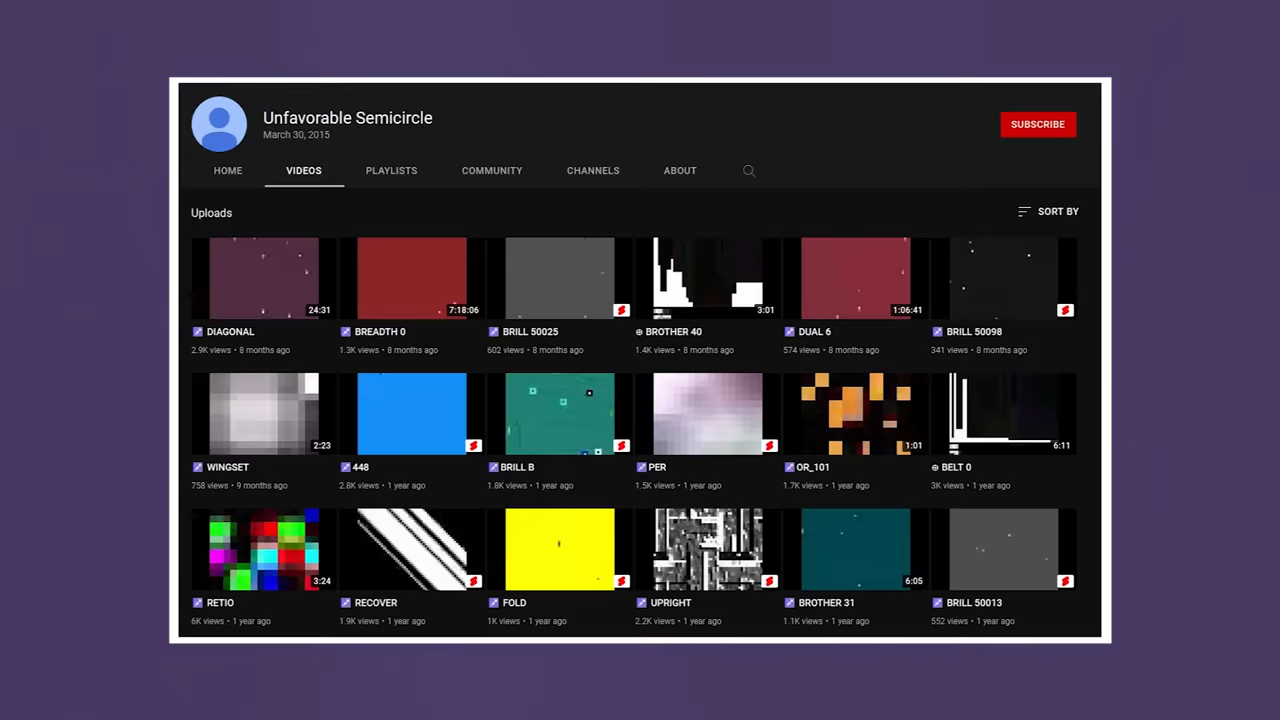 Unfavorable Semicircle
March 30, 2015
SUBSCRIBE
HOME VIDEOS PLAYLISTS COMMUNITY CHANNELS ABOUT
Uploads
SORT BY
24:31 7:18:06 3:01 1:06:41
DIAGONAL BREADTH 0 BRILL 50025 ⊕ BROTHER 40 DUAL 6 BRILL 50098
2.9K views • 8 months ago 1.3K views • 8 months ago 602 views • 8 months ago 1.4K views • 8 months ago 574 views • 8 months ago 341 views • 8 months ago
2:23 1:01 6:11
WINGSET 448 BRILL B PER OR_101 ⊕ BELT 0
758 views • 9 months ago 2.8K views • 1 year ago 1.8K views • 1 year ago 1.5K views • 1 year ago 1.7K views • 1 year ago 3K views • 1 year ago
3:24 6:05
RETIO RECOVER FOLD UPRIGHT BROTHER 31 BRILL 50013
6K views • 1 year ago 1.9K views • 1 year ago 1K views • 1 year ago 2.2K views • 1 year ago 1.1K views • 1 year ago 552 views • 1 year ago